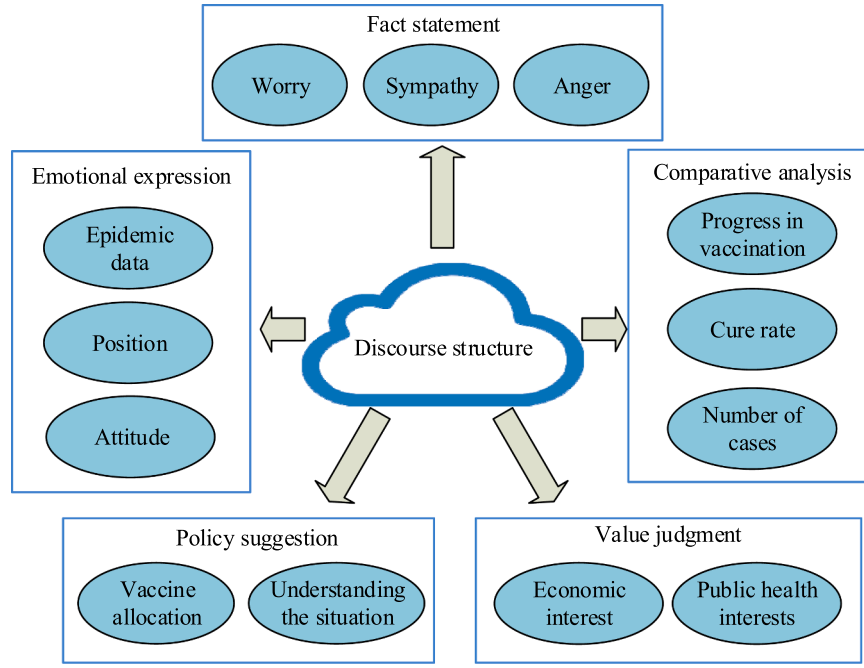 Fact statement
Worry
Sympathy
Anger
Emotional expression
Epidemic
data
Position
Attitude
Discourse structure
Comparative analysis
Progress in
vaccination
Cure rate
Number of
cases
Policy suggestion
Vaccine
allocation
Understanding
the situation
Value judgment
Economic
interest
Public health
interests